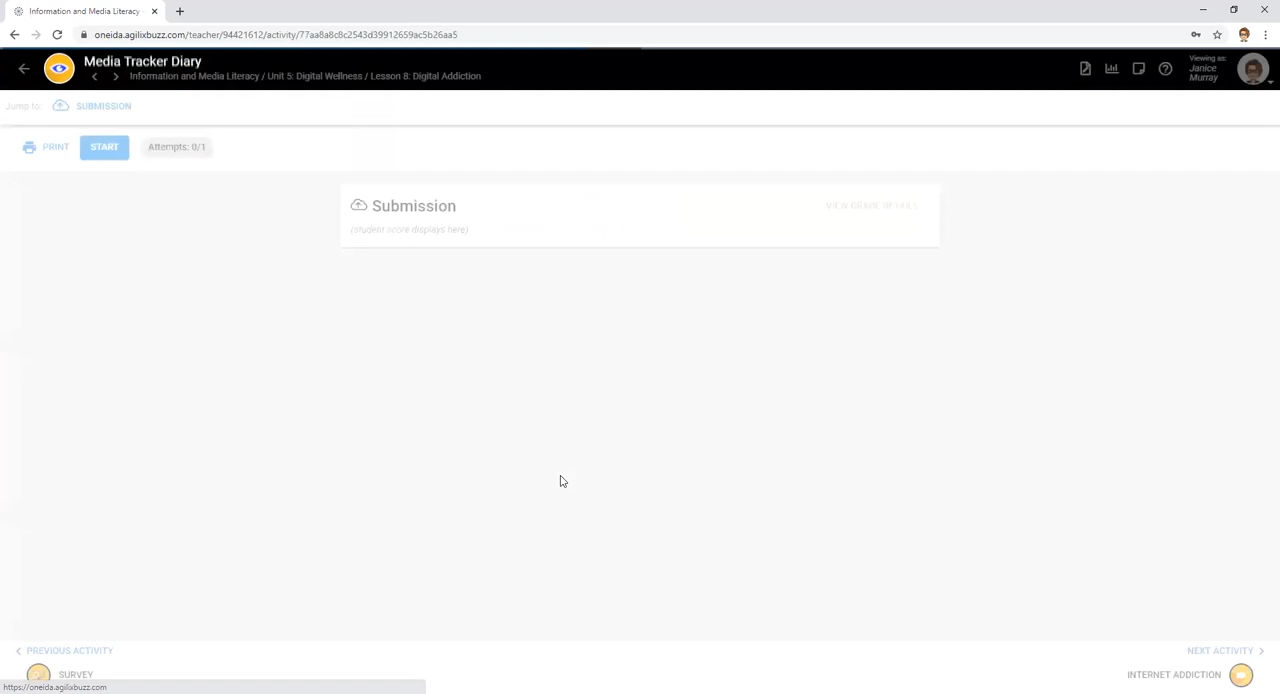 Information and Media Literacy -
oneida.agilixbuzz.com/teacher/94421612/activity/77aa8a8c8c2543d39912659ac5b26aa5
Media Tracker Diary
Information and Media Literacy / Unit 5: Digital Wellness / Lesson 8: Digital Addiction
Viewing as:
Janice
Murray
Jump to: SUBMISSION
PRINT START Attempts: 0/1
Submission VIEW GRADE DETAIL
(student score displays here)
PREVIOUS ACTIVITY NEXT ACTIVITY
SURVEY INTERNET ADDICTION
https://oneida.agilixbuzz.com